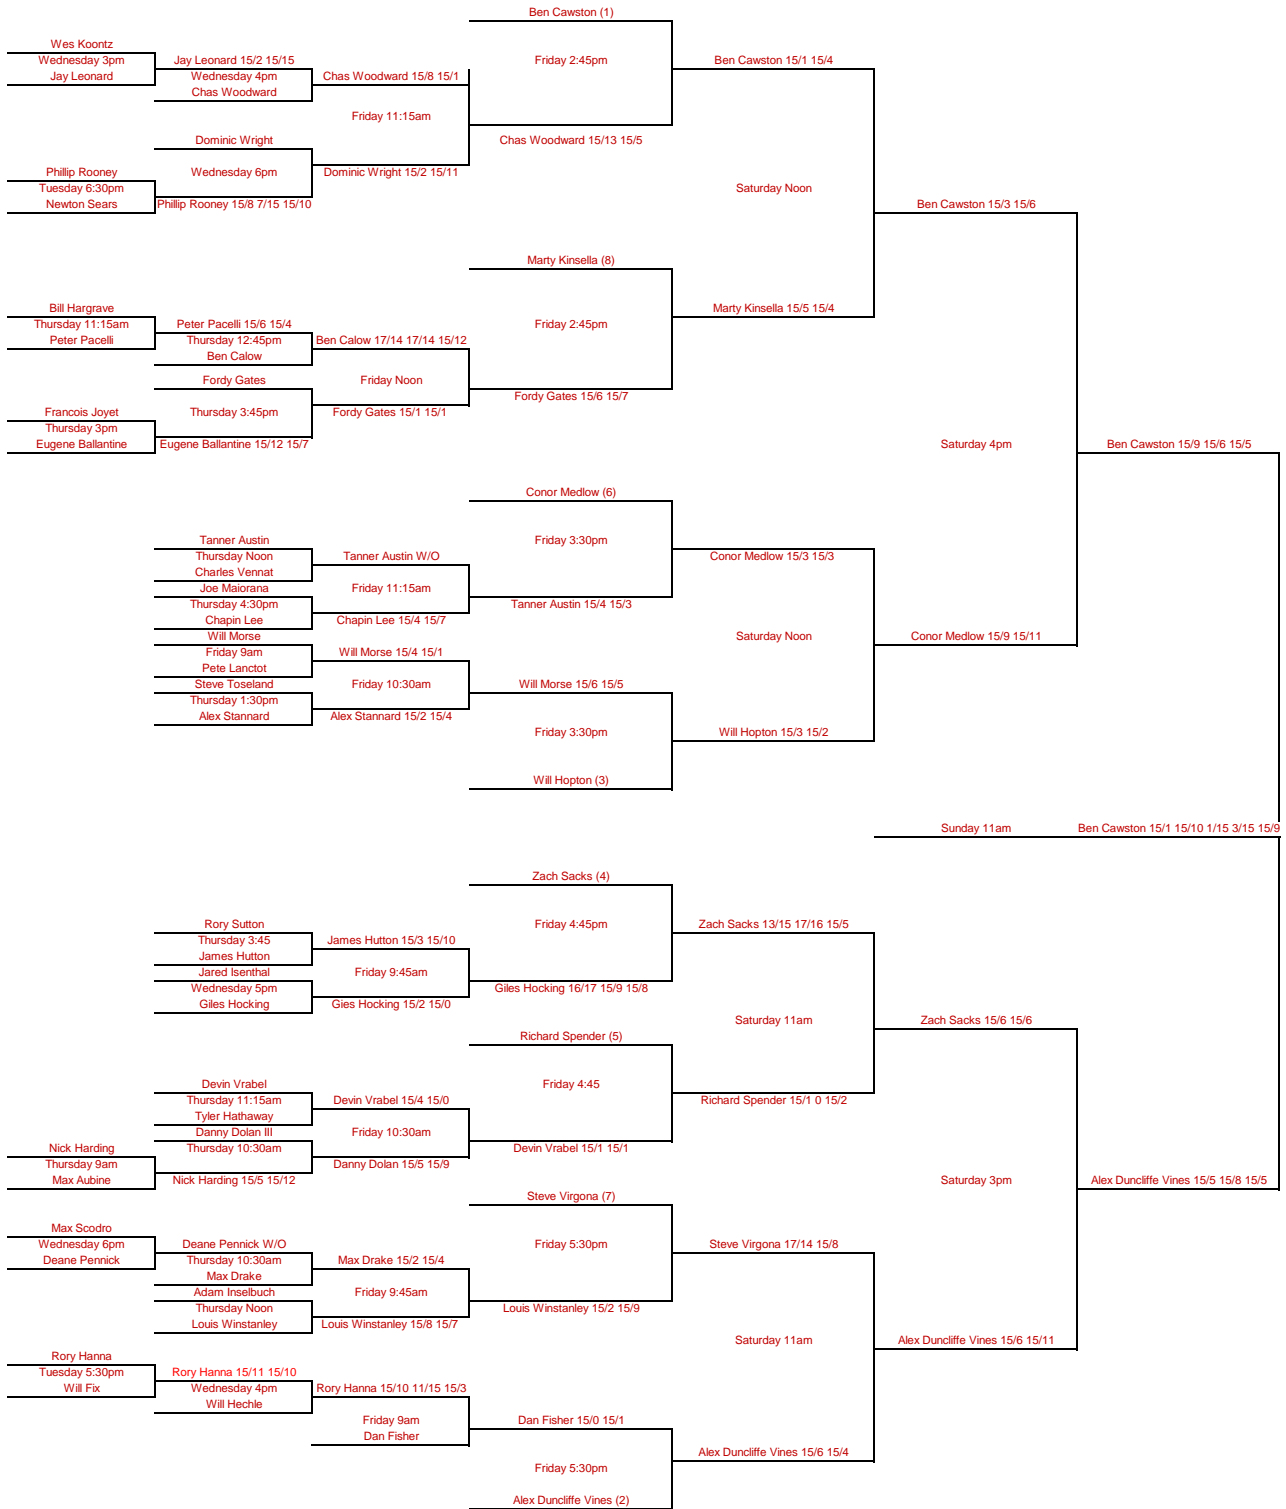 Ben Cawston (1)
Wes Koontz
Wednesday 3pm
Jay Leonard 15/2 15/15
Friday 2:45pm
Ben Cawston 15/1 15/4
Jay Leonard
Wednesday 4pm
Chas Woodward 15/8 15/1
Chas Woodward
Friday 11:15am
Dominic Wright
Chas Woodward 15/13 15/5
Phillip Rooney
Wednesday 6pm
Dominic Wright 15/2 15/11
Tuesday 6:30pm
Saturday Noon
Newton Sears
Phillip Rooney 15/8 7/15 15/10
Ben Cawston 15/3 15/6
Marty Kinsella (8)
Bill Hargrave
Marty Kinsella 15/5 15/4
Thursday 11:15am
Peter Pacelli 15/6 15/4
Friday 2:45pm
Peter Pacelli
Thursday 12:45pm
Ben Calow 17/14 17/14 15/12
Ben Calow
Fordy Gates
Friday Noon
Fordy Gates 15/6 15/7
Francois Joyet
Thursday 3:45pm
Fordy Gates 15/1 15/1
Thursday 3pm
Eugene Ballantine
Eugene Ballantine 15/12 15/7
Saturday 4pm
Ben Cawston 15/9 15/6 15/5
Conor Medlow (6)
Tanner Austin
Friday 3:30pm
Thursday Noon
Tanner Austin W/O
Conor Medlow 15/3 15/3
Charles Vennat
Joe Maiorana
Friday 11:15am
Thursday 4:30pm
Tanner Austin 15/4 15/3
Chapin Lee
Chapin Lee 15/4 15/7
Will Morse
Saturday Noon
Conor Medlow 15/9 15/11
Friday 9am
Will Morse 15/4 15/1
Pete Lanctot
Steve Toseland
Friday 10:30am
Will Morse 15/6 15/5
Thursday 1:30pm
Alex Stannard
Alex Stannard 15/2 15/4
Friday 3:30pm
Will Hopton 15/3 15/2
Will Hopton (3)
Sunday 11am
Ben Cawston 15/1 15/10 1/15 3/15 15/9
Zach Sacks (4)
Rory Sutton
Friday 4:45pm
Zach Sacks 13/15 17/16 15/5
Thursday 3:45
James Hutton 15/3 15/10
James Hutton
Jared Isenthal
Friday 9:45am
Wednesday 5pm
Giles Hocking 16/17 15/9 15/8
Giles Hocking
Gies Hocking 15/2 15/0
Saturday 11am
Zach Sacks 15/6 15/6
Richard Spender (5)
Devin Vrabel
Friday 4:45
Thursday 11:15am
Devin Vrabel 15/4 15/0
Richard Spender 15/1 0 15/2
Tyler Hathaway
Danny Dolan III
Friday 10:30am
Nick Harding
Thursday 10:30am
Devin Vrabel 15/1 15/1
Thursday 9am
Danny Dolan 15/5 15/9
Max Aubine
Nick Harding 15/5 15/12
Saturday 3pm
Alex Duncliffe Vines 15/5 15/8 15/5
Steve Virgona (7)
Max Scodro
Wednesday 6pm
Deane Pennick W/O
Friday 5:30pm
Steve Virgona 17/14 15/8
Deane Pennick
Thursday 10:30am
Max Drake 15/2 15/4
Max Drake
Adam Inselbuch
Friday 9:45am
Thursday Noon
Louis Winstanley 15/2 15/9
Louis Winstanley
Louis Winstanley 15/8 15/7
Saturday 11am
Alex Duncliffe Vines 15/6 15/11
Rory Hanna
Tuesday 5:30pm
Rory Hanna 15/11 15/10
Will Fix
Wednesday 4pm
Rory Hanna 15/10 11/15 15/3
Will Hechle
Friday 9am
Dan Fisher 15/0 15/1
Dan Fisher
Alex Duncliffe Vines 15/6 15/4
Friday 5:30pm
Alex Duncliffe Vines (2)